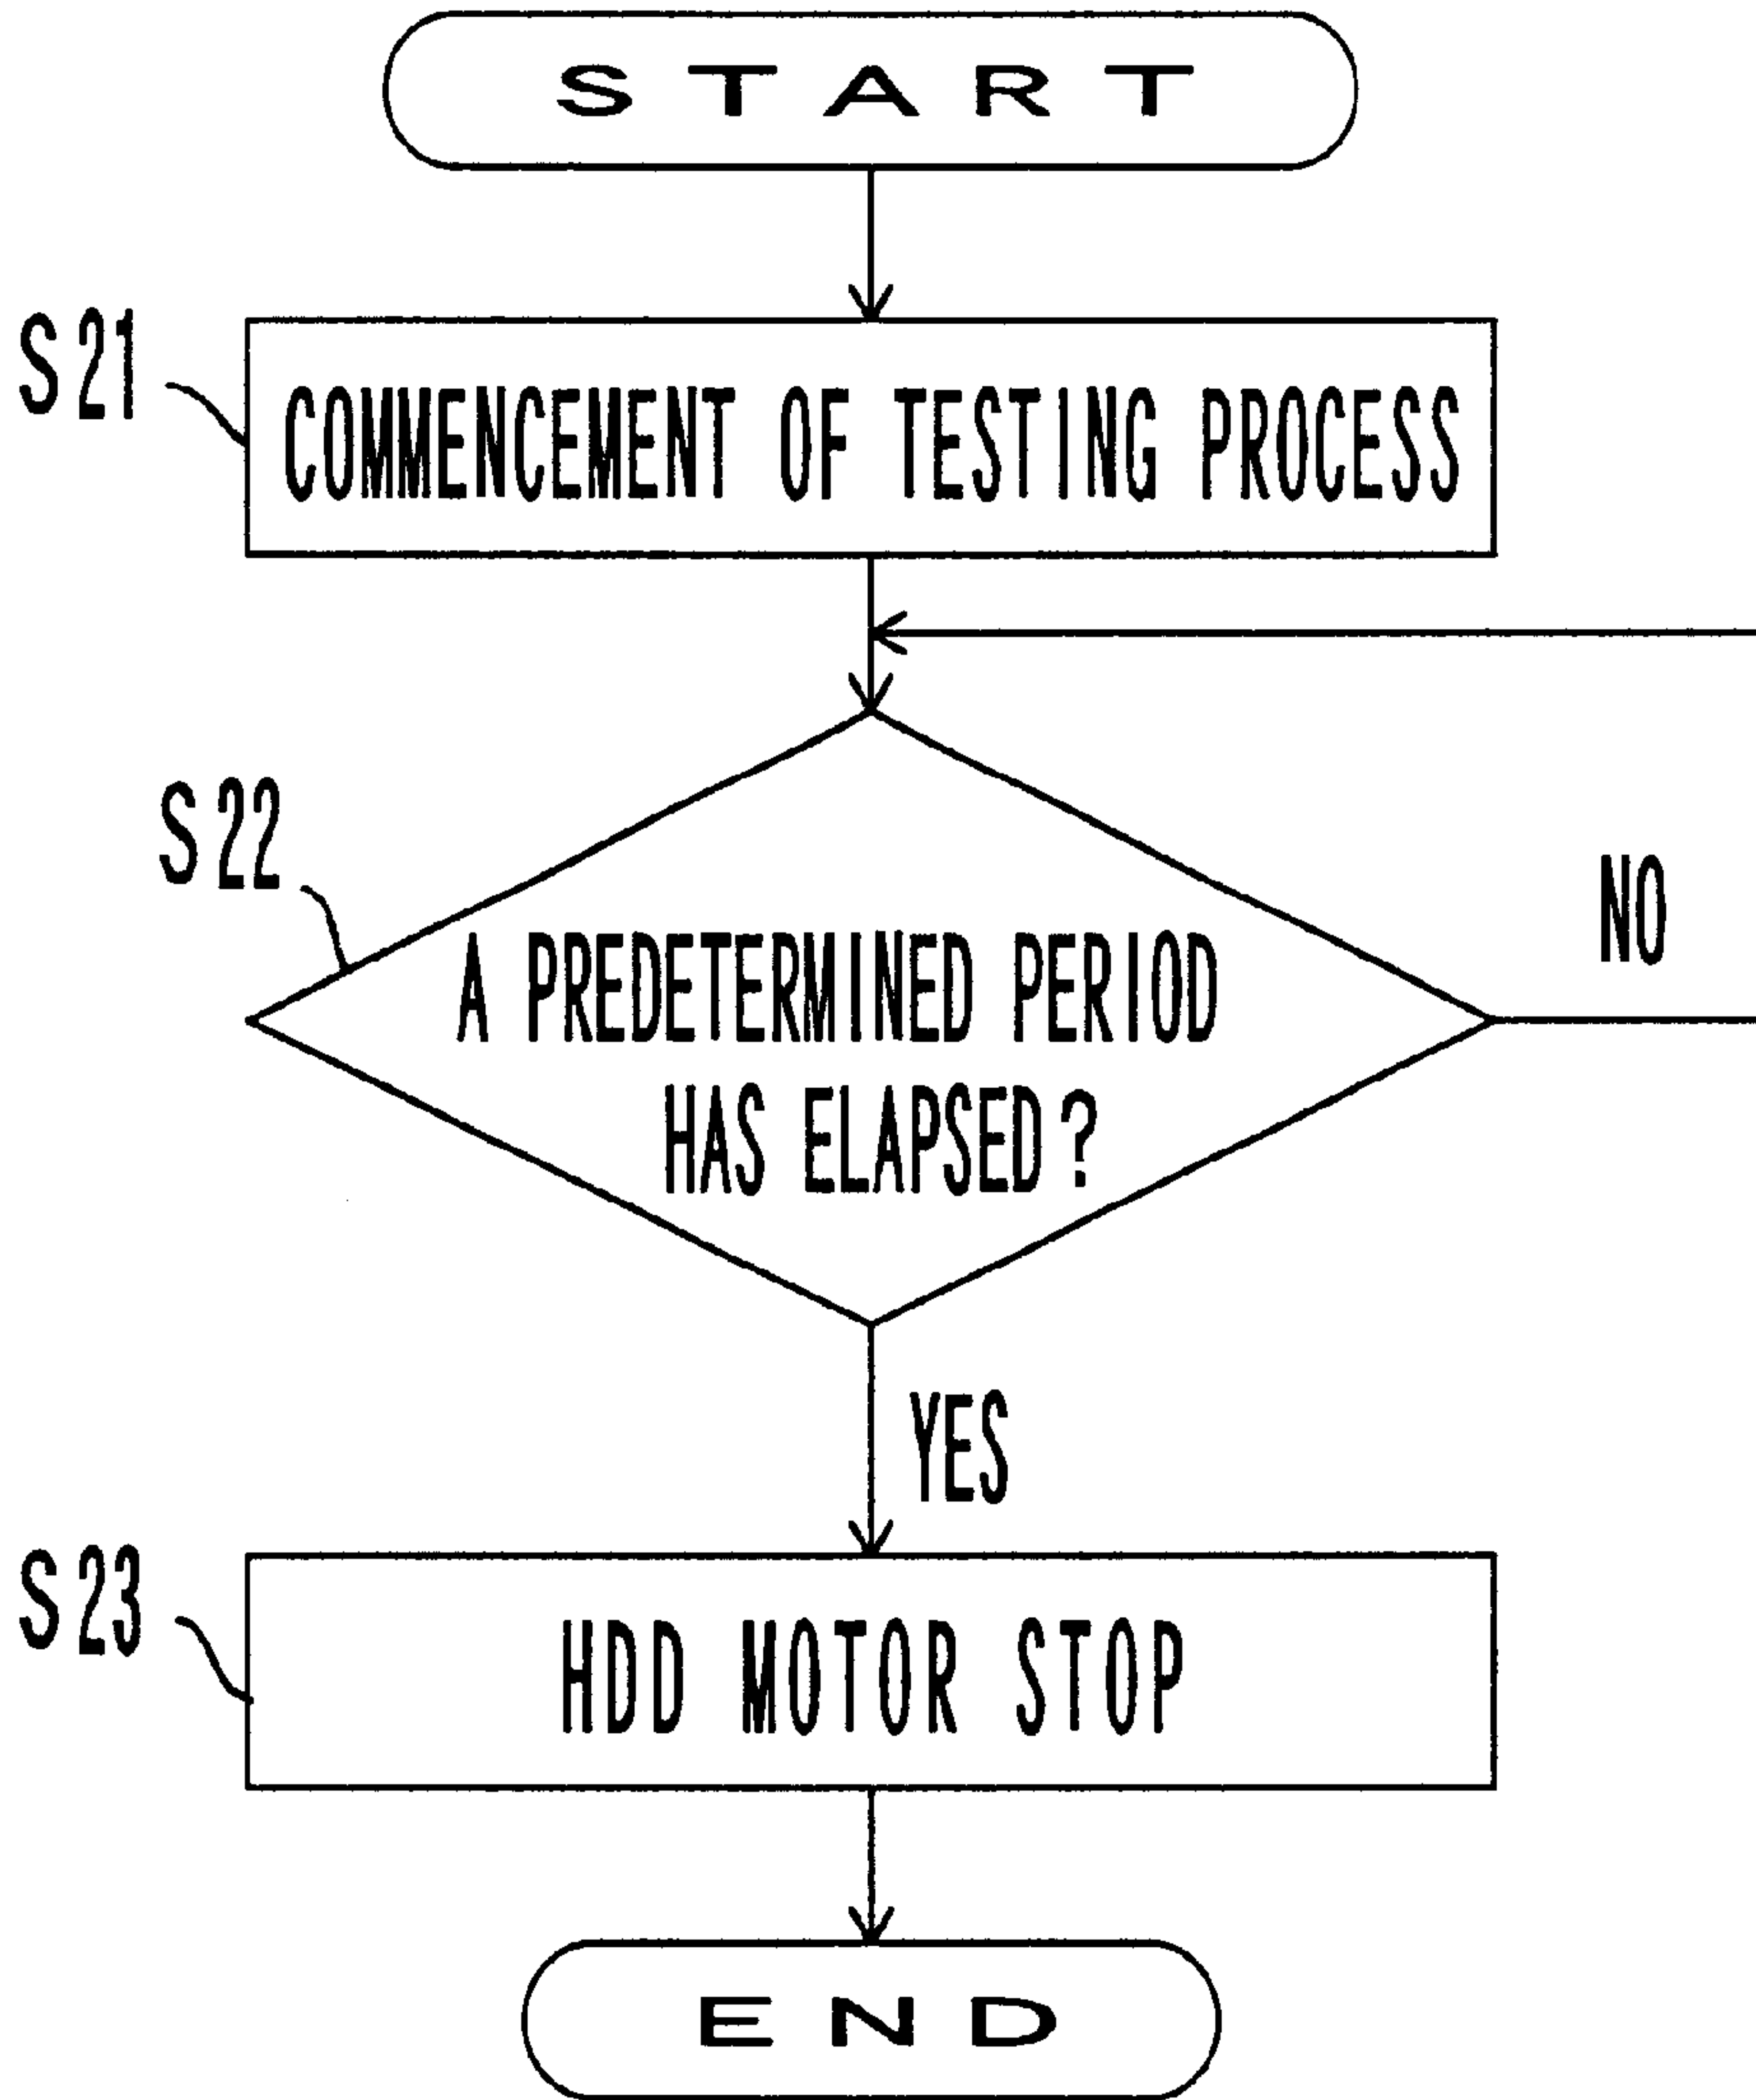 START
S21
COMMENCEMENT OF TESTING PROCESS
S22
NO
A PREDETERMINED PERIOD
HAS ELAPSED?
YES
S23
HDD MOTOR STOP
END